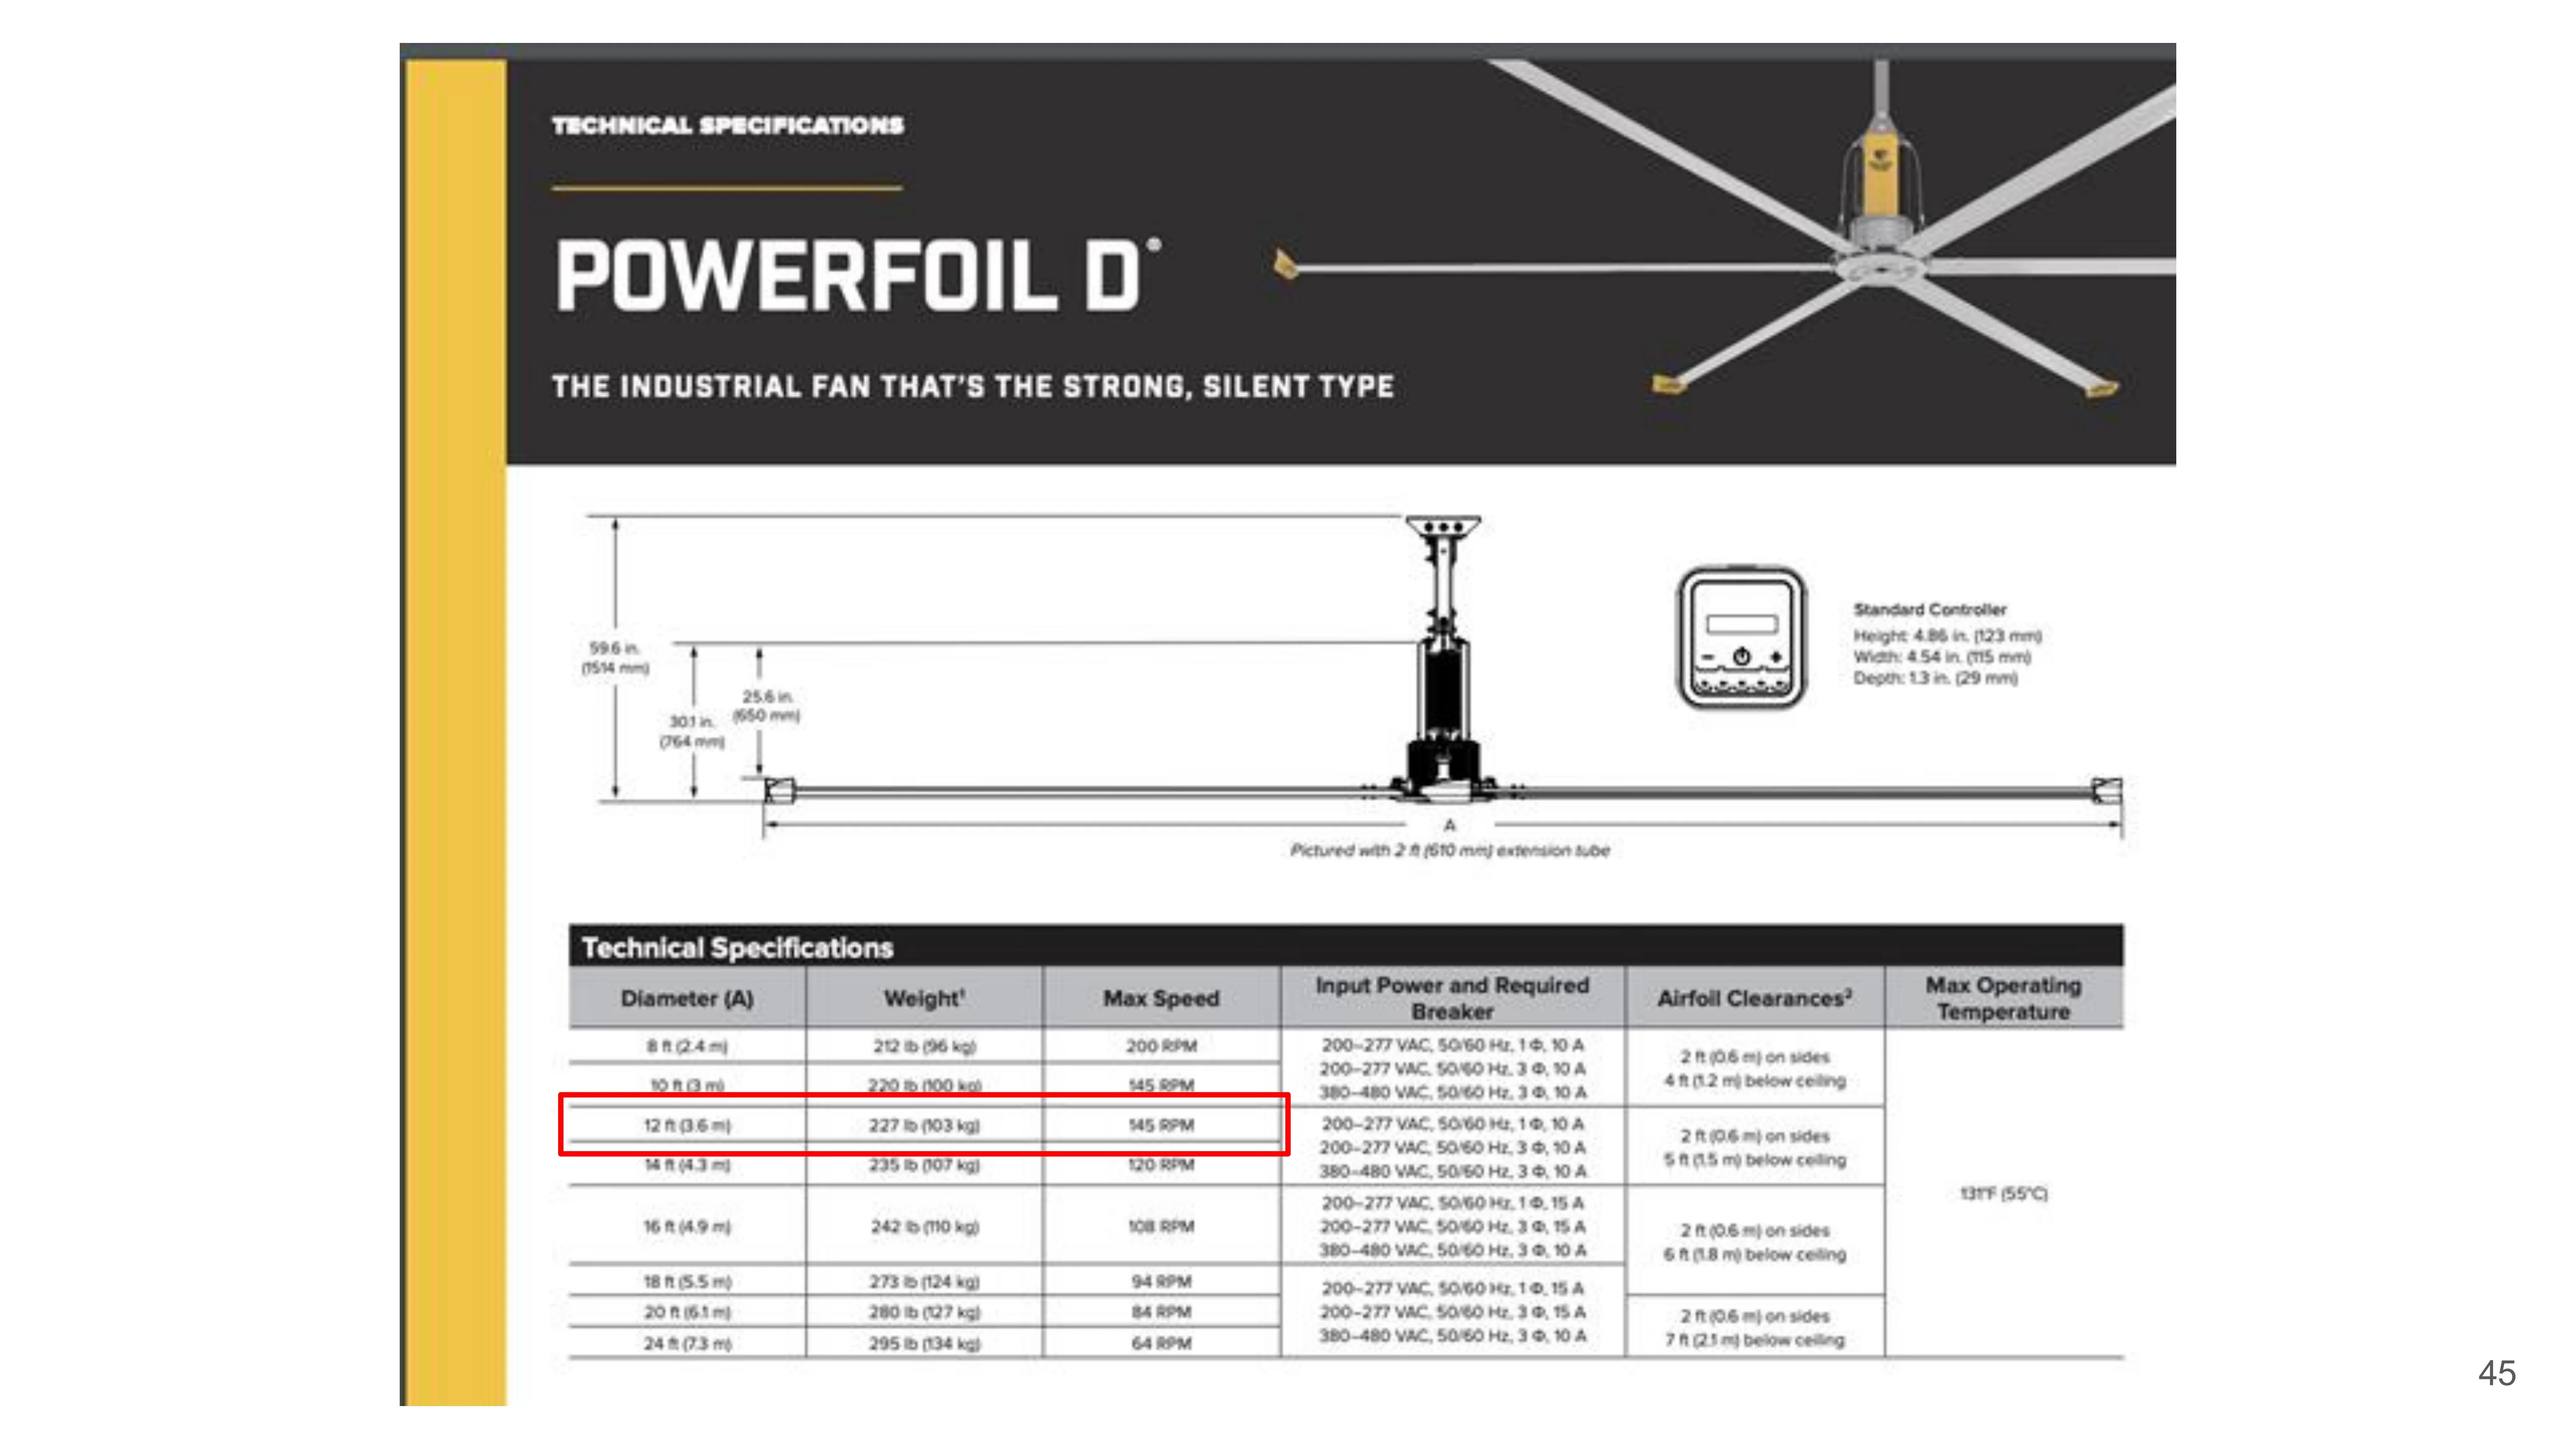 TECHNICAL SPECIFICATIONS
POWERFOIL D®
THE INDUSTRIAL FAN THAT'S THE STRONG, SILENT TYPE
59.6 in.
(1514 mm)
30.1 in.
(764 mm)
25.6 in.
(650 mm)
Standard Controller
Height: 4.86 in. (123 mm)
Width: 4.54 in. (115 mm)
Depth: 1.3 in. (29 mm)
A
Pictured with 2 ft (610 mm) extension tube
Technical Specifications
Diameter (A) Weight¹ Max Speed Input Power and Required Breaker Airfoil Clearances² Max Operating Temperature
8 ft (2.4 m) 212 lb (96 kg) 200 RPM
10 ft (3 m) 220 lb (100 kg) 145 RPM
200–277 VAC, 50/60 Hz, 1 Φ, 10 A
200–277 VAC, 50/60 Hz, 3 Φ, 10 A
380–480 VAC, 50/60 Hz, 3 Φ, 10 A
2 ft (0.6 m) on sides
4 ft (1.2 m) below ceiling
12 ft (3.6 m) 227 lb (103 kg) 145 RPM
14 ft (4.3 m) 235 lb (107 kg) 120 RPM
200–277 VAC, 50/60 Hz, 1 Φ, 10 A
200–277 VAC, 50/60 Hz, 3 Φ, 10 A
380–480 VAC, 50/60 Hz, 3 Φ, 10 A
2 ft (0.6 m) on sides
5 ft (1.5 m) below ceiling
16 ft (4.9 m) 242 lb (110 kg) 108 RPM
200–277 VAC, 50/60 Hz, 1 Φ, 15 A
200–277 VAC, 50/60 Hz, 3 Φ, 15 A
380–480 VAC, 50/60 Hz, 3 Φ, 10 A
2 ft (0.6 m) on sides
6 ft (1.8 m) below ceiling
18 ft (5.5 m) 273 lb (124 kg) 94 RPM
20 ft (6.1 m) 280 lb (127 kg) 84 RPM
24 ft (7.3 m) 295 lb (134 kg) 64 RPM
200–277 VAC, 50/60 Hz, 1 Φ, 15 A
200–277 VAC, 50/60 Hz, 3 Φ, 15 A
380–480 VAC, 50/60 Hz, 3 Φ, 10 A
2 ft (0.6 m) on sides
7 ft (2.1 m) below ceiling
131°F (55°C)
45